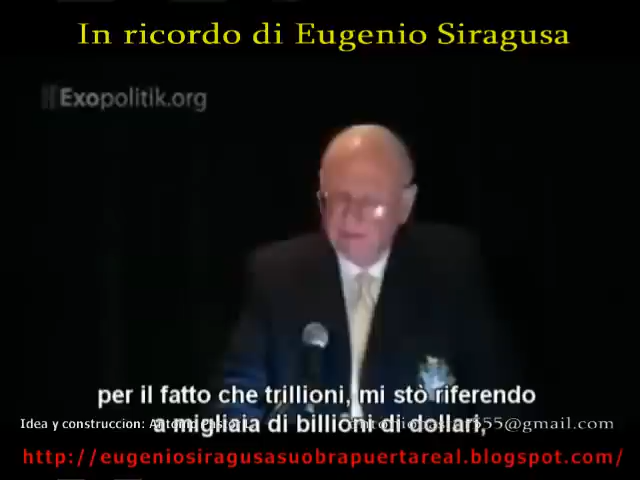 In ricordo di Eugenio Siragusa
Exopolitik.org
per il fatto che trillioni, mi stò riferendo
a migliaia di billioni di dollari,
Idea y construccion: Antonio
@gmail.com
http://eugeniosiragusasuobrapuertareal.blogspot.com/